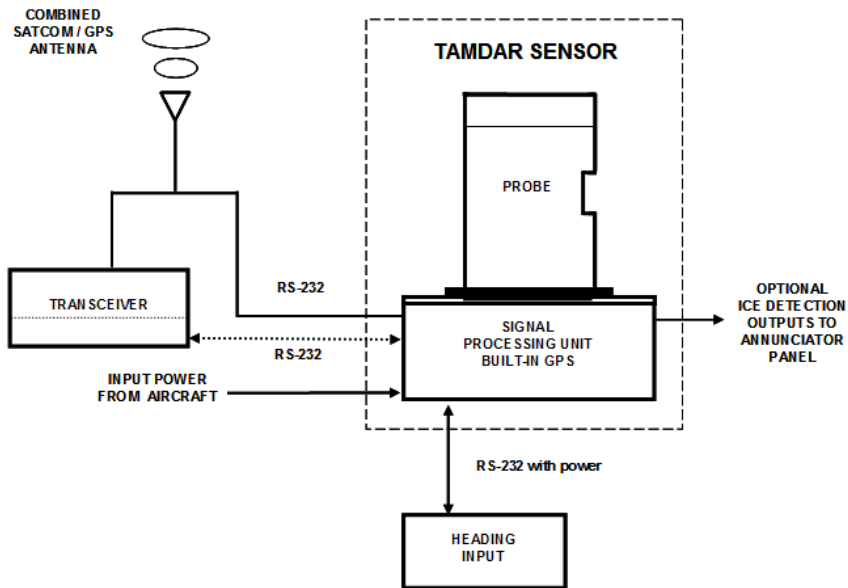 COMBINED
SATCOM / GPS
ANTENNA
TAMDAR SENSOR
PROBE
TRANSCEIVER
RS-232
RS-232
INPUT POWER
FROM AIRCRAFT
SIGNAL
PROCESSING UNIT
BUILT-IN GPS
OPTIONAL
ICE DETECTION
OUTPUTS TO
ANNUNCIATOR
PANEL
RS-232 with power
HEADING
INPUT